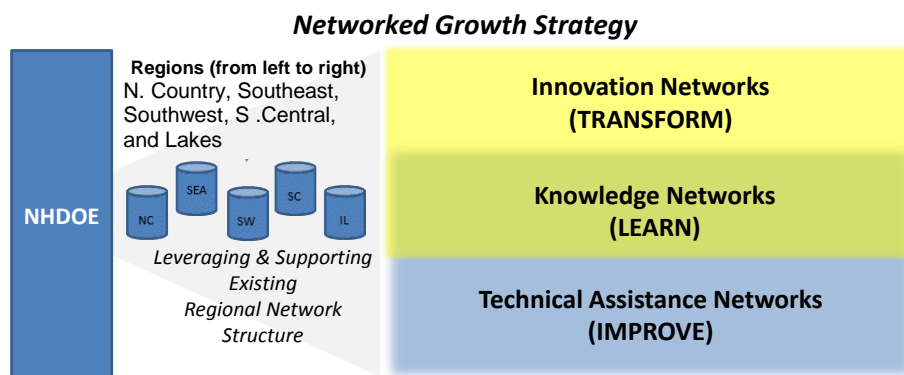 Networked Growth Strategy
NHDOE
Regions (from left to right)
N. Country, Southeast,
Southwest, S .Central,
and Lakes
NC
SEA
SW
SC
IL
Leveraging & Supporting
Existing
Regional Network
Structure
Innovation Networks
(TRANSFORM)
Knowledge Networks
(LEARN)
Technical Assistance Networks
(IMPROVE)